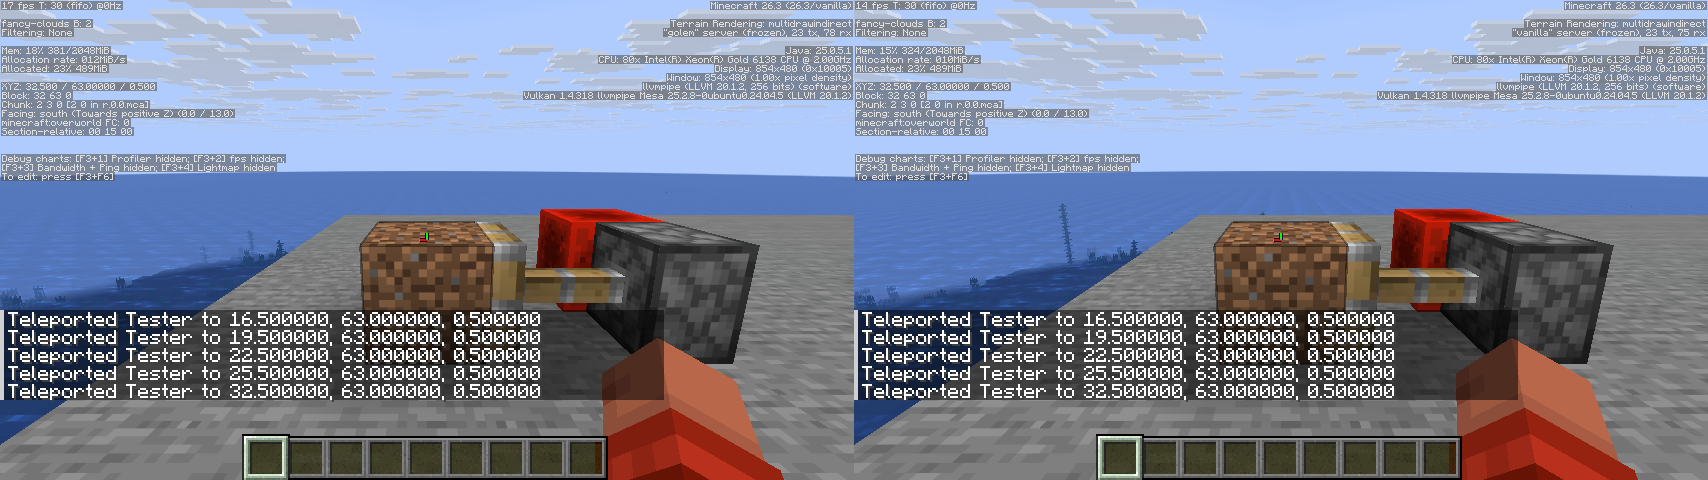 17 fps T: 30 (fifo) @0Hz
fancy-clouds B: 2
Filtering: None
Mem: 18% 381/2048MiB
Allocation rate: 012MiB/s
Allocated: 23% 489MiB
XYZ: 32.500 / 63.00000 / 0.500
Block: 32 63 0
Chunk: 2 3 0 [2 0 in r.0.0.mca]
Facing: south (Towards positive Z) (0.0 / 13.0)
minecraft:overworld FC: 0
Section-relative: 00 15 00
Debug charts: [F3+1] Profiler hidden; [F3+2] fps hidden;
[F3+3] Bandwidth + Ping hidden; [F3+4] Lightmap hidden
To edit: press [F3+F6]
Minecraft 26.3 (26.3/vanilla)
Terrain Rendering: multidrawindirect
"golem" server (frozen), 23 tx, 78 rx
Java: 25.0.5.1
CPU: 80x Intel(R) Xeon(R) Gold 6138 CPU @ 2.00GHz
Display: 854x480 (0x10005)
Window: 854x480 (1.00x pixel density)
llvmpipe (LLVM 20.1.2, 256 bits) (software)
Vulkan 1.4.318 llvmpipe Mesa 25.2.8-0ubuntu0.24.04.5 (LLVM 20.1.2)
Teleported Tester to 16.500000, 63.000000, 0.500000
Teleported Tester to 19.500000, 63.000000, 0.500000
Teleported Tester to 22.500000, 63.000000, 0.500000
Teleported Tester to 25.500000, 63.000000, 0.500000
Teleported Tester to 32.500000, 63.000000, 0.500000
14 fps T: 30 (fifo) @0Hz
fancy-clouds B: 2
Filtering: None
Mem: 15% 324/2048MiB
Allocation rate: 010MiB/s
Allocated: 23% 489MiB
XYZ: 32.500 / 63.00000 / 0.500
Block: 32 63 0
Chunk: 2 3 0 [2 0 in r.0.0.mca]
Facing: south (Towards positive Z) (0.0 / 13.0)
minecraft:overworld FC: 0
Section-relative: 00 15 00
Debug charts: [F3+1] Profiler hidden; [F3+2] fps hidden;
[F3+3] Bandwidth + Ping hidden; [F3+4] Lightmap hidden
To edit: press [F3+F6]
Minecraft 26.3 (26.3/vanilla)
Terrain Rendering: multidrawindirect
"vanilla" server (frozen), 23 tx, 75 rx
Java: 25.0.5.1
CPU: 80x Intel(R) Xeon(R) Gold 6138 CPU @ 2.00GHz
Display: 854x480 (0x10005)
Window: 854x480 (1.00x pixel density)
llvmpipe (LLVM 20.1.2, 256 bits) (software)
Vulkan 1.4.318 llvmpipe Mesa 25.2.8-0ubuntu0.24.04.5 (LLVM 20.1.2)
Teleported Tester to 16.500000, 63.000000, 0.500000
Teleported Tester to 19.500000, 63.000000, 0.500000
Teleported Tester to 22.500000, 63.000000, 0.500000
Teleported Tester to 25.500000, 63.000000, 0.500000
Teleported Tester to 32.500000, 63.000000, 0.500000